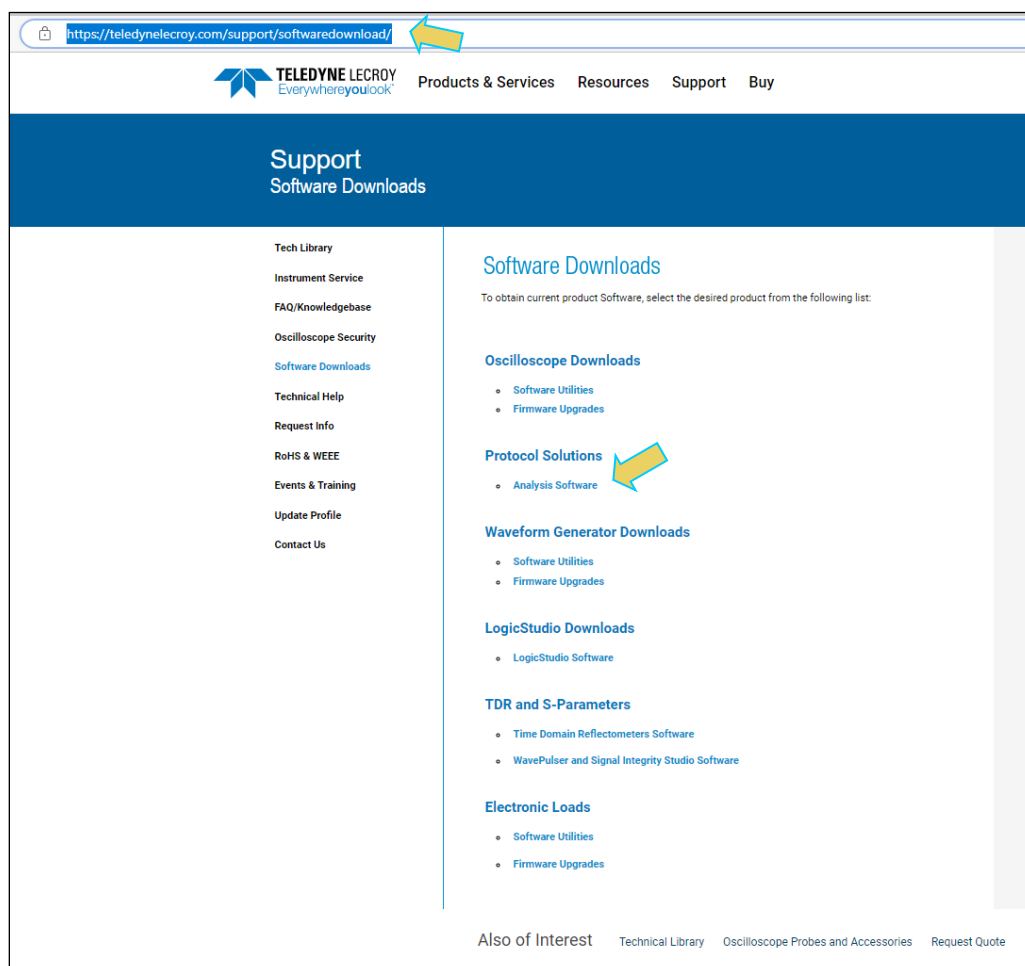 https://teledynelecroy.com/support/softwaredownload/
TELEDYNE LECROY
Everywhereyoulook
Products & Services Resources Support Buy
Support
Software Downloads
Tech Library
Instrument Service
FAQ/Knowledgebase
Oscilloscope Security
Software Downloads
Technical Help
Request Info
RoHS & WEEE
Events & Training
Update Profile
Contact Us
Software Downloads
To obtain current product Software, select the desired product from the following list:
Oscilloscope Downloads
Software Utilities
Firmware Upgrades
Protocol Solutions
Analysis Software
Waveform Generator Downloads
Software Utilities
Firmware Upgrades
LogicStudio Downloads
LogicStudio Software
TDR and S-Parameters
Time Domain Reflectometers Software
WavePulser and Signal Integrity Studio Software
Electronic Loads
Software Utilities
Firmware Upgrades
Also of Interest Technical Library Oscilloscope Probes and Accessories Request Quote